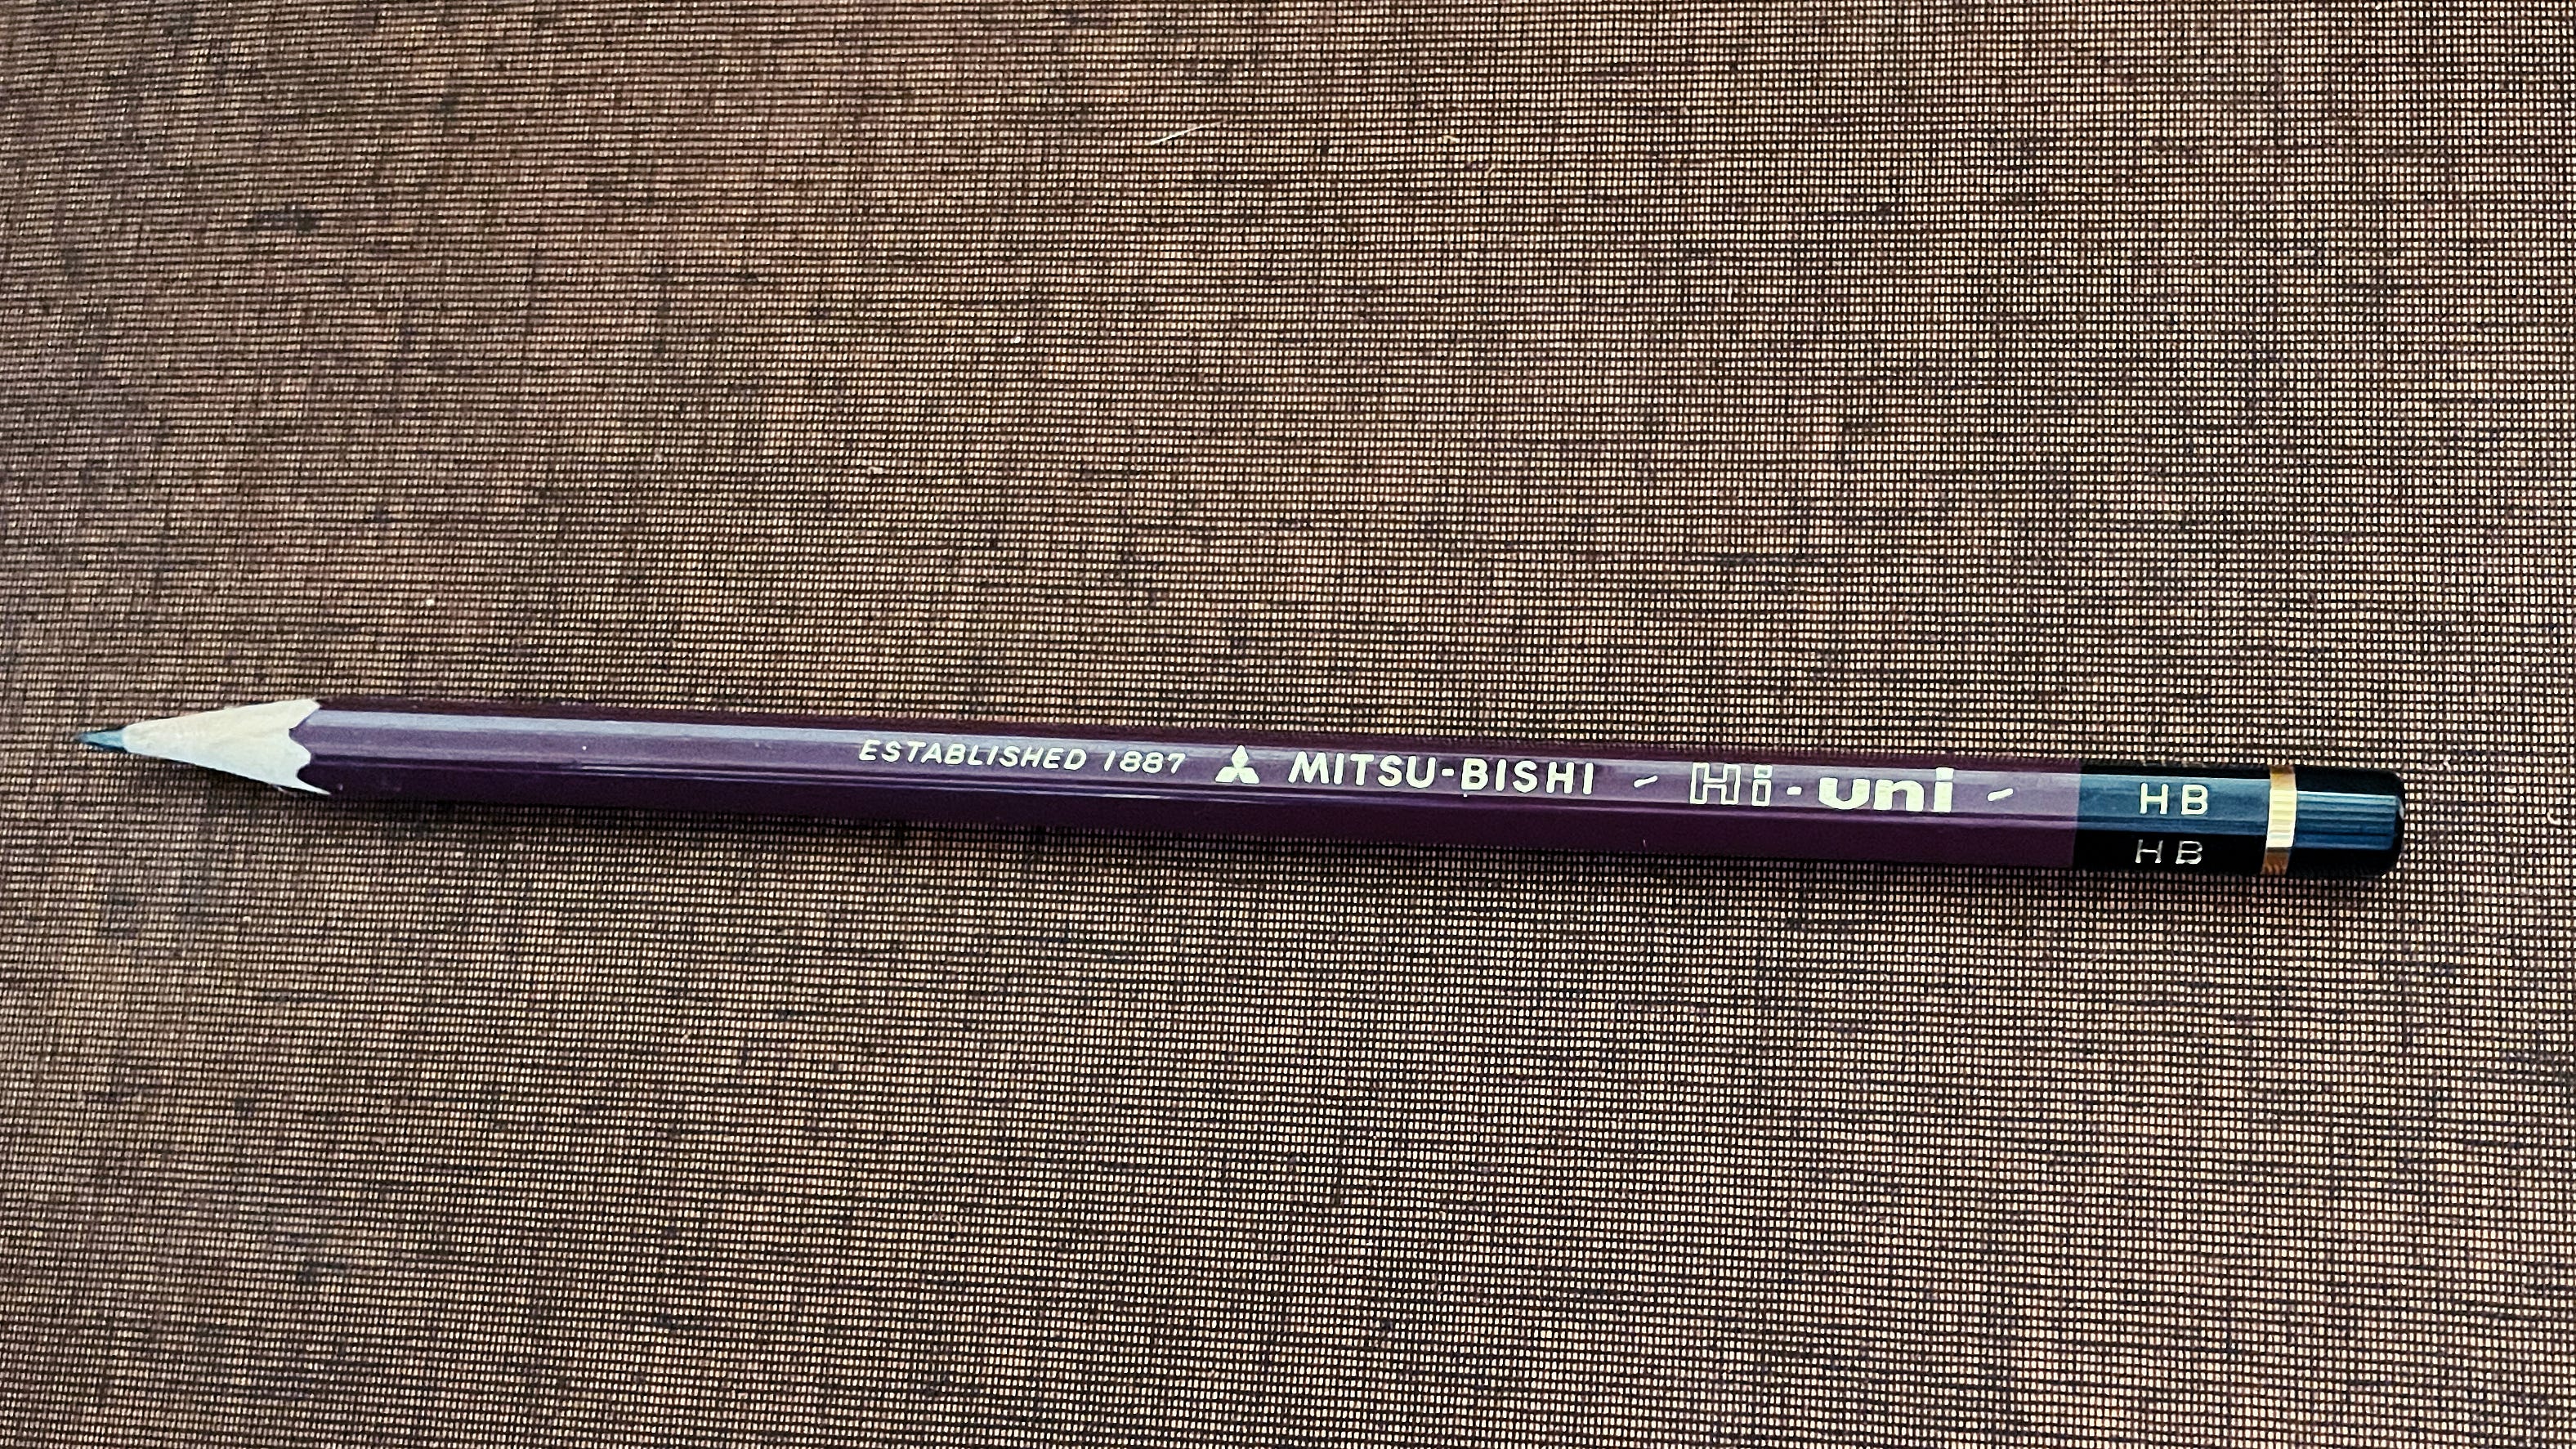 ESTABLISHED 1887 MITSU-BISHI - Hi-uni -
HB
HB